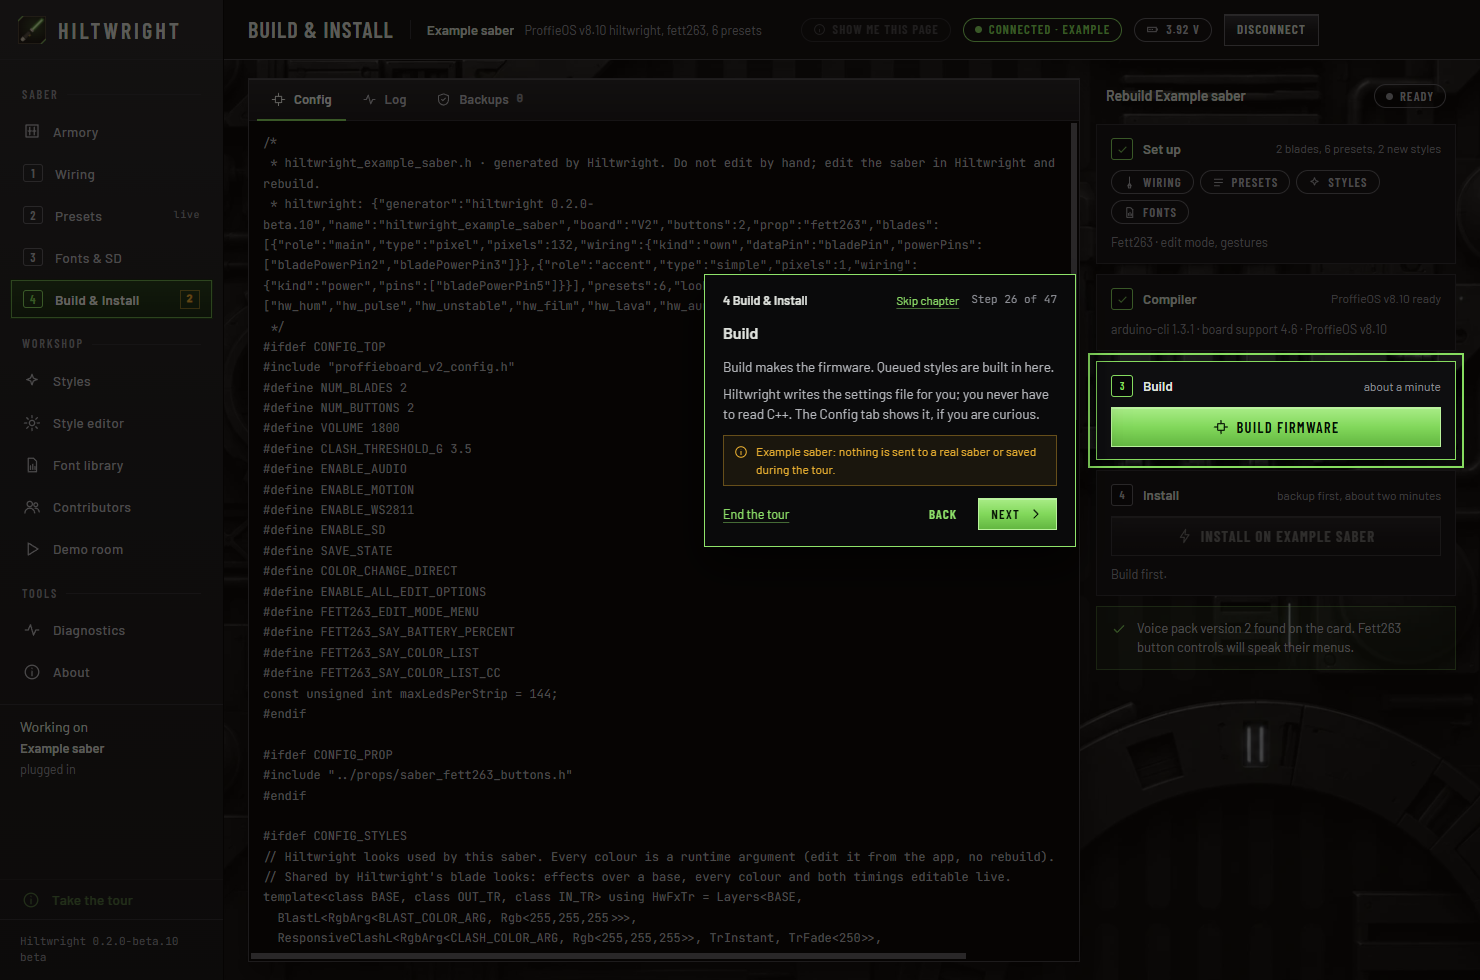 HILTWRIGHT
SABER
Armory
1 Wiring
2 Presets live
3 Fonts & SD
4 Build & Install 2
WORKSHOP
Styles
Style editor
Font library
Contributors
Demo room
TOOLS
Diagnostics
About
Working on
Example saber
plugged in
Take the tour
Hiltwright 0.2.0-beta.10
beta
BUILD & INSTALL
Example saber ProffieOS v8.10 hiltwright, fett263, 6 presets
SHOW ME THIS PAGE
CONNECTED · EXAMPLE
3.92 V
DISCONNECT
Config Log Backups 0
/*
* hiltwright_example_saber.h · generated by Hiltwright. Do not edit by hand; edit the saber in Hiltwright and
rebuild.
* hiltwright: {"generator":"hiltwright 0.2.0-
beta.10","name":"hiltwright_example_saber","board":"V2","buttons":2,"prop":"fett263","blades":
[{"role":"main","type":"pixel","pixels":132,"wiring":{"kind":"own","dataPin":"bladePin","powerPins":
["bladePowerPin2","bladePowerPin3"]}},{"role":"accent","type":"simple","pixels":1,"wiring":
{"kind":"power","pins":["bladePowerPin5"]}}],"presets":6,"loo
["hw_hum","hw_pulse","hw_unstable","hw_film","hw_lava","hw_au
*/
#ifdef CONFIG_TOP
#include "proffieboard_v2_config.h"
#define NUM_BLADES 2
#define NUM_BUTTONS 2
#define VOLUME 1800
#define CLASH_THRESHOLD_G 3.5
#define ENABLE_AUDIO
#define ENABLE_MOTION
#define ENABLE_WS2811
#define ENABLE_SD
#define SAVE_STATE
#define COLOR_CHANGE_DIRECT
#define ENABLE_ALL_EDIT_OPTIONS
#define FETT263_EDIT_MODE_MENU
#define FETT263_SAY_BATTERY_PERCENT
#define FETT263_SAY_COLOR_LIST
#define FETT263_SAY_COLOR_LIST_CC
const unsigned int maxLedsPerStrip = 144;
#endif
#ifdef CONFIG_PROP
#include "../props/saber_fett263_buttons.h"
#endif
#ifdef CONFIG_STYLES
// Hiltwright looks used by this saber. Every colour is a runtime argument (edit it from the app, no rebuild).
// Shared by Hiltwright's blade looks: effects over a base, every colour and both timings editable live.
template<class BASE, class OUT_TR, class IN_TR> using HwFxTr = Layers<BASE,
BlastL<RgbArg<BLAST_COLOR_ARG, Rgb<255,255,255>>>,
ResponsiveClashL<RgbArg<CLASH_COLOR_ARG, Rgb<255,255,255>>, TrInstant, TrFade<250>>,
4 Build & Install Skip chapter Step 26 of 47
Build
Build makes the firmware. Queued styles are built in here.
Hiltwright writes the settings file for you; you never have
to read C++. The Config tab shows it, if you are curious.
Example saber: nothing is sent to a real saber or saved
during the tour.
End the tour BACK NEXT
Rebuild Example saber READY
Set up 2 blades, 6 presets, 2 new styles
WIRING PRESETS STYLES
FONTS
Fett263 · edit mode, gestures
Compiler ProffieOS v8.10 ready
arduino-cli 1.3.1 · board support 4.6 · ProffieOS v8.10
3 Build about a minute
BUILD FIRMWARE
4 Install backup first, about two minutes
INSTALL ON EXAMPLE SABER
Build first.
Voice pack version 2 found on the card. Fett263
button controls will speak their menus.